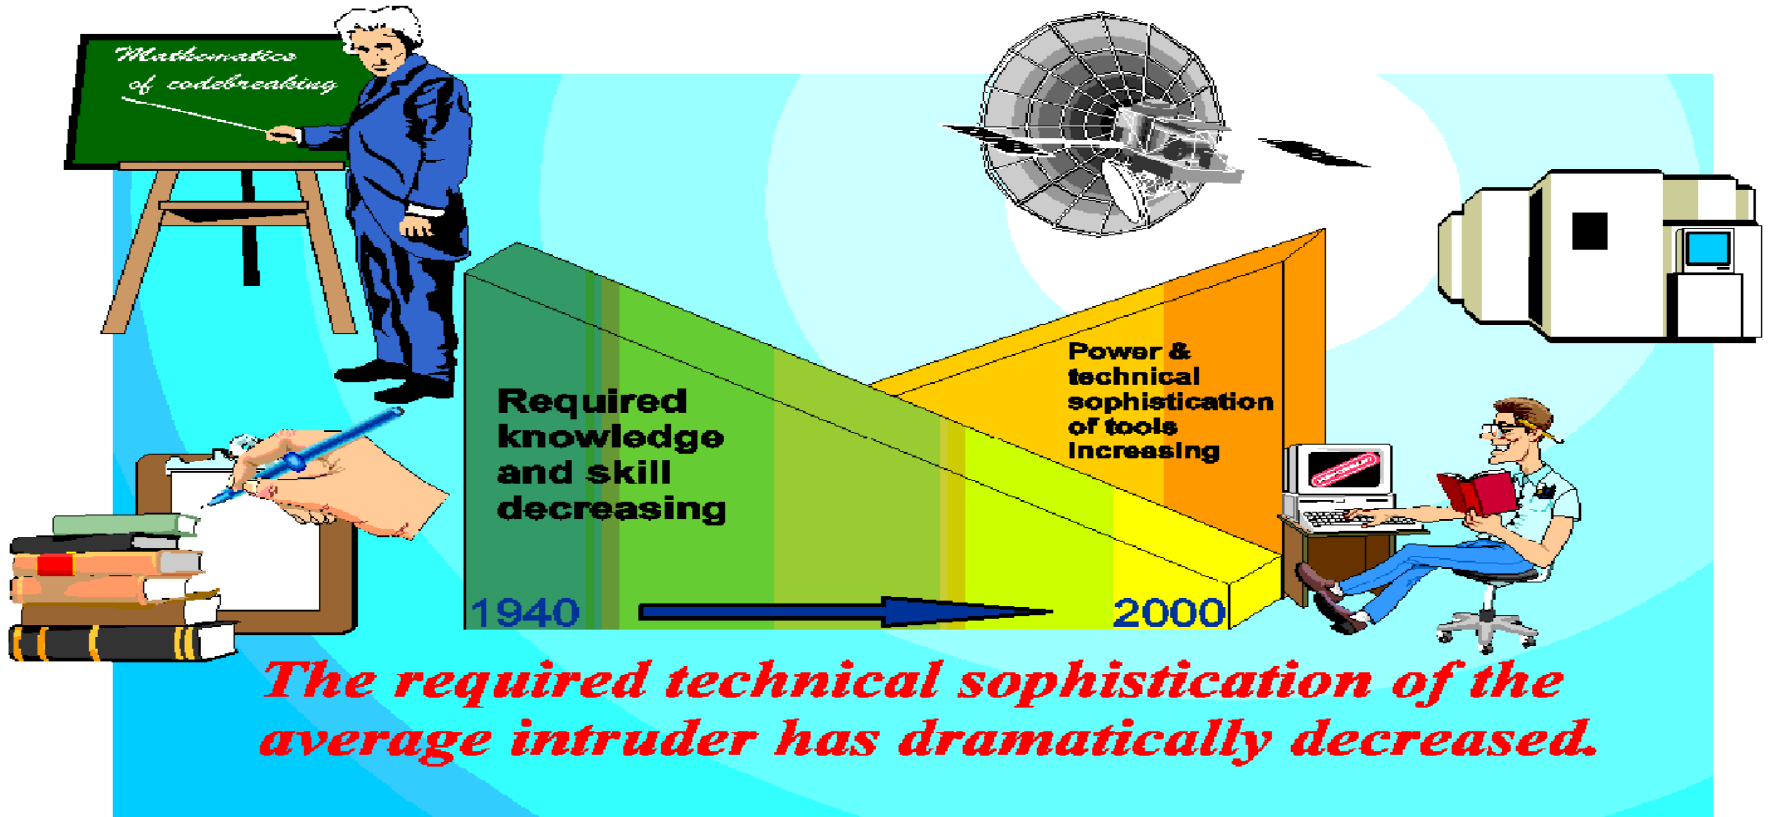 Mathematics
of codebreaking
Required
knowledge
and skill
decreasing
Power &
technical
sophistication
of tools
increasing
1940
2000
The required technical sophistication of the
average intruder has dramatically decreased.